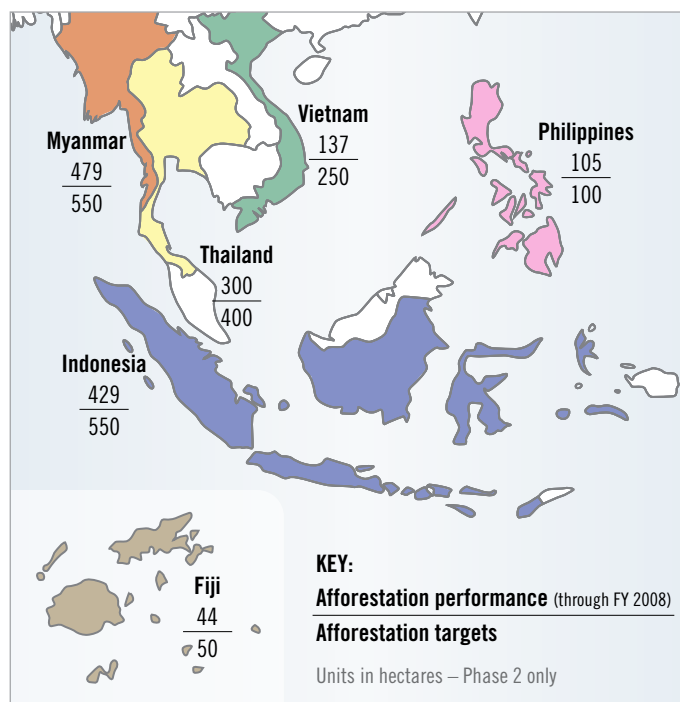 Myanmar
479
550
Vietnam
137
250
Philippines
105
100
Thailand
300
400
Indonesia
429
550
Fiji
44
50
KEY:
Afforestation performance (through FY 2008)
Afforestation targets
Units in hectares – Phase 2 only